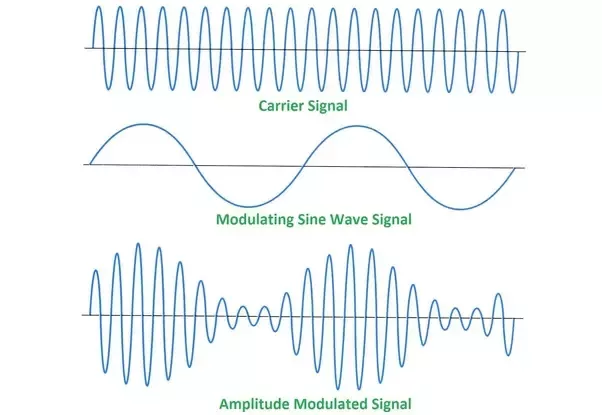 Carrier Signal
Modulating Sine Wave Signal
Amplitude Modulated Signal